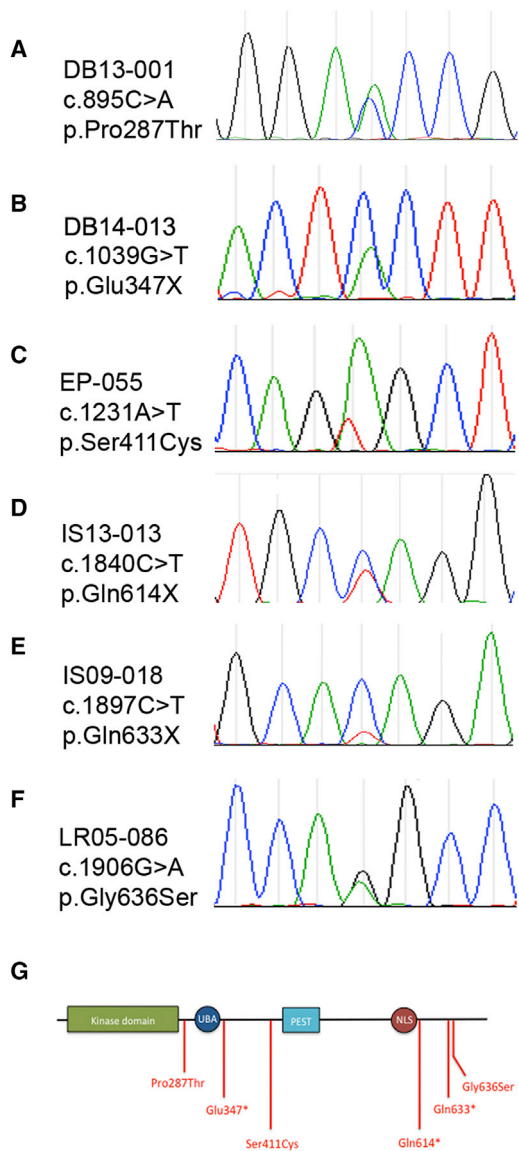 A
DB13-001
c.895C>A
p.Pro287Thr
B
DB14-013
c.1039G>T
p.Glu347X
C
EP-055
c.1231A>T
p.Ser411Cys
D
IS13-013
c.1840C>T
p.Gln614X
E
IS09-018
c.1897C>T
p.Gln633X
F
LR05-086
c.1906G>A
p.Gly636Ser
G
Kinase domain
UBA
PEST
NLS
Pro287Thr
Gly636Ser
Glu347*
Gln633*
Ser411Cys
Gln614*